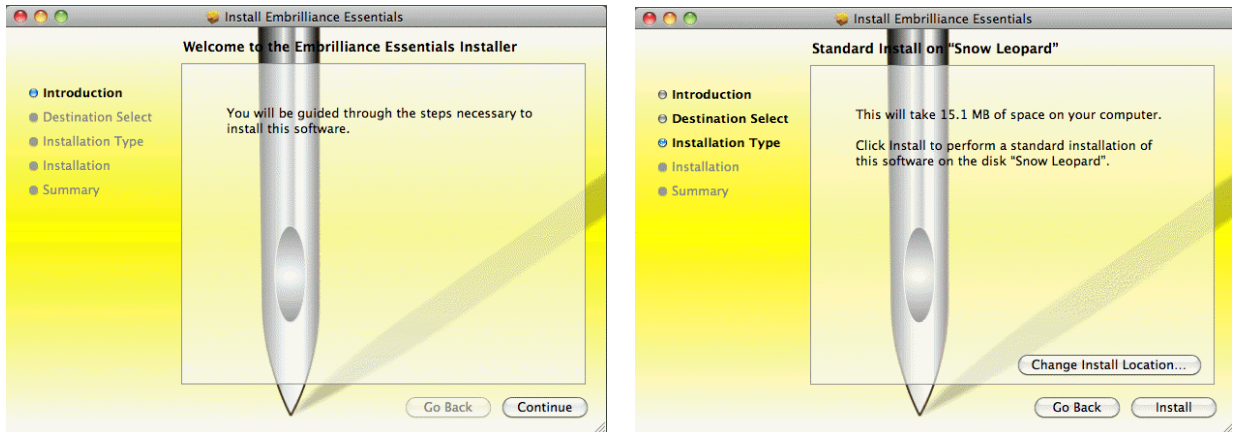 Install Embrilliance Essentials
Welcome to the Embrilliance Essentials Installer
Introduction
Destination Select
Installation Type
Installation
Summary
You will be guided through the steps necessary to
install this software.
Go Back
Continue
Install Embrilliance Essentials
Standard Install on “Snow Leopard”
Introduction
Destination Select
Installation Type
Installation
Summary
This will take 15.1 MB of space on your computer.
Click Install to perform a standard installation of
this software on the disk “Snow Leopard”.
Change Install Location...
Go Back
Install